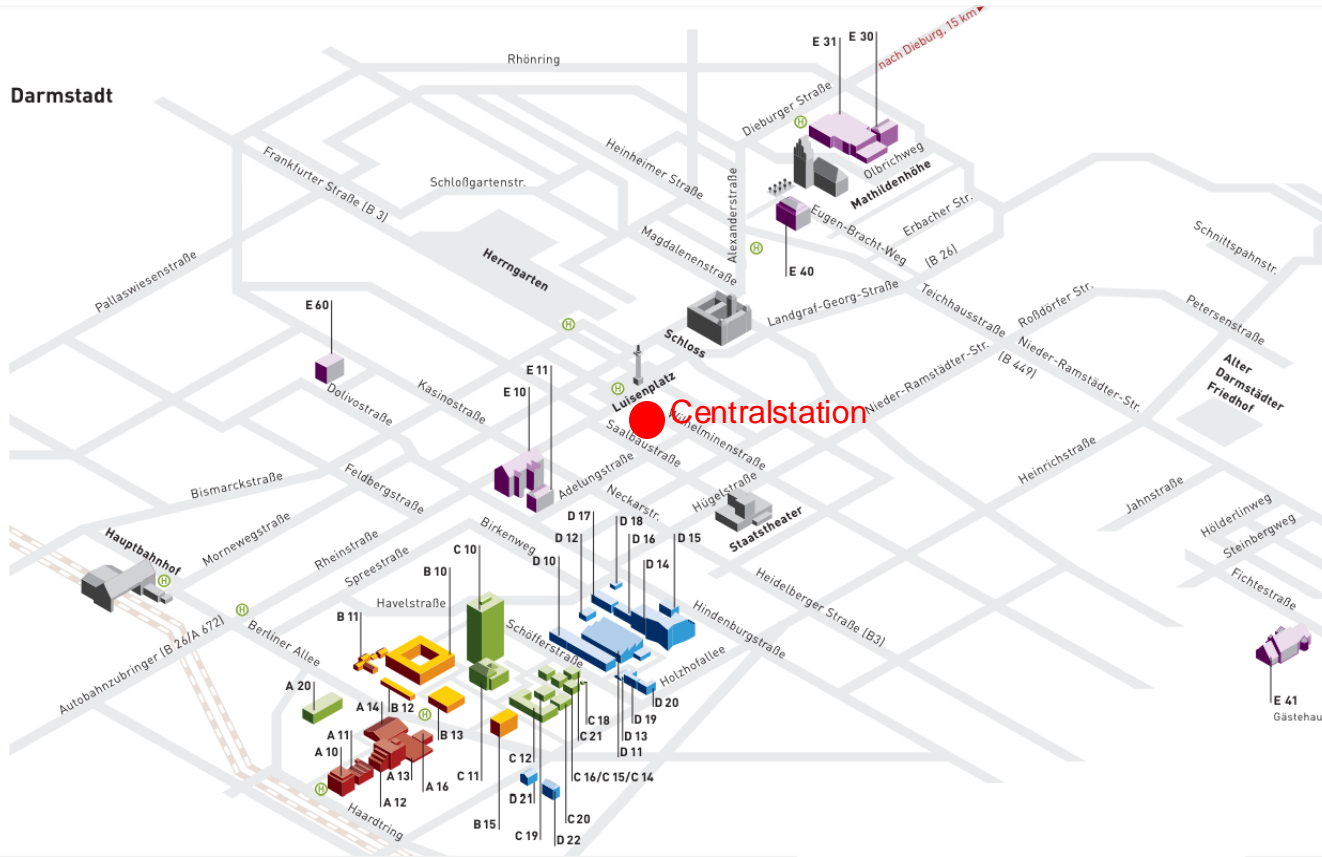 Darmstadt
nach Dieburg, 15 km
E 31
E 30
Rhönring
Dieburger Straße
Frankfurter Straße (B 3)
Heinheimer Straße
Schloßgartenstr.
Olbrichweg
Mathildenhöhe
Alexanderstraße
Eugen-Bracht-Weg
Erbacher Str.
(B 26)
Magdalenenstraße
E 40
Schnittspahnstr.
Pallaswiesenstraße
Herrngarten
Landgraf-Georg-Straße
Teichhausstraße
Roßdörfer Str.
Petersenstraße
E 60
H
H
H
H
Schloss
Nieder-Ramstädter-Str.
(B 449)
Nieder-Ramstädter-Str.
Alter
Darmstädter
Friedhof
E 11
E 10
Luisenplatz
Dolivostraße
Kasinostraße
Centralstation
Wilhelminenstraße
Saalbaustraße
Heinrichstraße
Bismarckstraße
Feldbergstraße
Adelungstraße
Neckarstr.
Hügelstraße
Staatstheater
Jahnstraße
Hölderlinweg
Steinbergweg
Fichtestraße
Hauptbahnhof
H
Mornewegstraße
Rheinstraße
Spreestraße
Birkenweg
D 17
D 18
D 12
D 16
D 15
D 10
D 14
C 10
B 10
Havelstraße
Schöfferstraße
Heidelberger Straße (B3)
Hindenburgstraße
Holzhofallee
H
Berliner Allee
Autobahnzubringer (B 26/A 672)
B 11
A 20
A 14
B 12
H
B 13
C 18
C 21
D 20
D 19
D 13
D 11
E 41
Gästehau
A 11
A 10
A 13
A 16
A 12
C 11
C 12
C 16/C 15/C 14
H
Haardtring
D 21
B 15
C 19
C 20
D 22